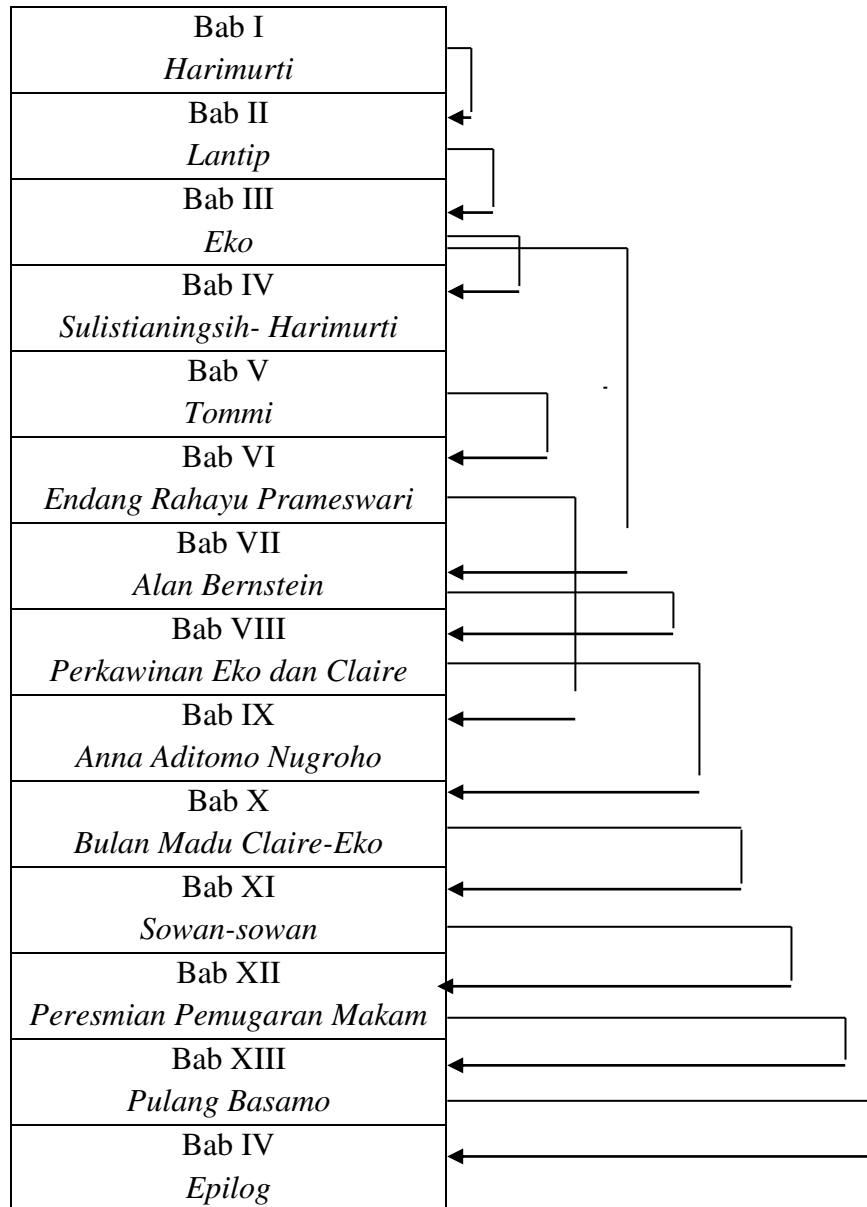 Bab I
Harimurti
Bab II
Lantip
Bab III
Eko
Bab IV
Sulistianingsih- Harimurti
Bab V
Tommi
Bab VI
Endang Rahayu Prameswari
Bab VII
Alan Bernstein
Bab VIII
Perkawinan Eko dan Claire
Bab IX
Anna Aditomo Nugroho
Bab X
Bulan Madu Claire-Eko
Bab XI
Sowan-sowan
Bab XII
Peresmian Pemugaran Makam
Bab XIII
Pulang Basamo
Bab IV
Epilog